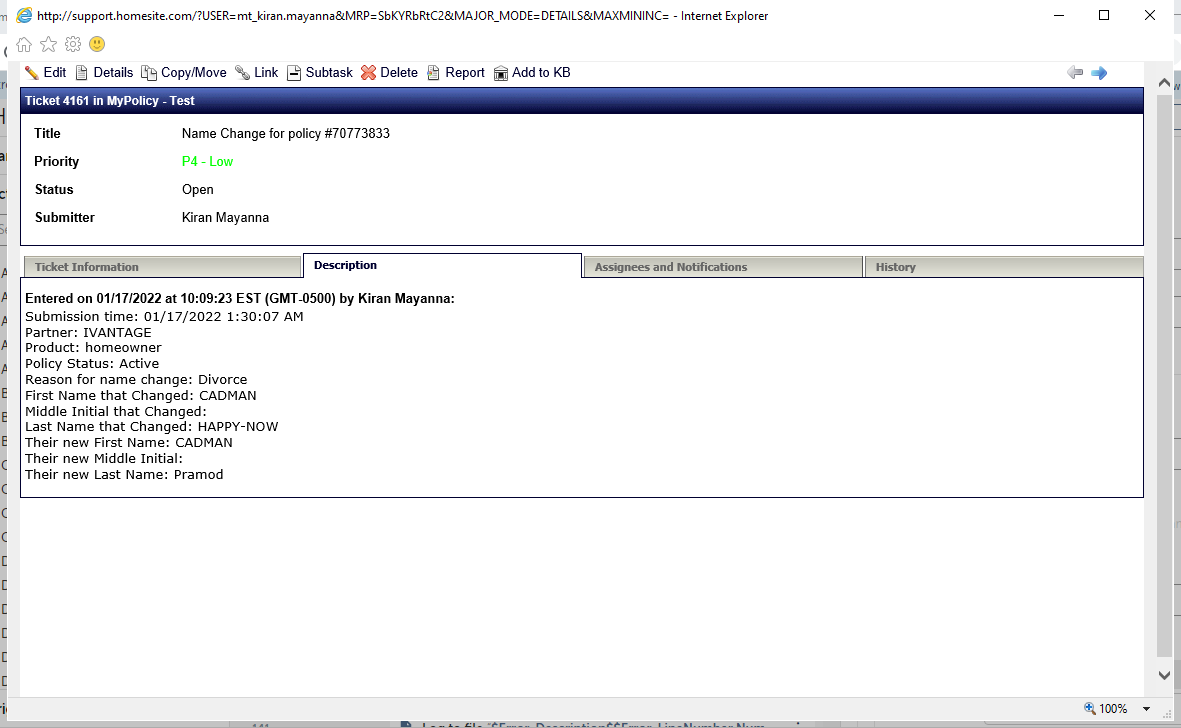 http://support.homesite.com/?USER=mt_kiran.mayanna&MRP=SbKYRbRtC2&MAJOR_MODE=DETAILS&MAXMININC= - Internet Explorer
Edit Details Copy/Move Link Subtask Delete Report Add to KB
Ticket 4161 in MyPolicy - Test
Title Name Change for policy #70773833
Priority P4 - Low
Status Open
Submitter Kiran Mayanna
Ticket Information Description Assignees and Notifications History
Entered on 01/17/2022 at 10:09:23 EST (GMT-0500) by Kiran Mayanna:
Submission time: 01/17/2022 1:30:07 AM
Partner: IVANTAGE
Product: homeowner
Policy Status: Active
Reason for name change: Divorce
First Name that Changed: CADMAN
Middle Initial that Changed:
Last Name that Changed: HAPPY-NOW
Their new First Name: CADMAN
Their new Middle Initial:
Their new Last Name: Pramod
100%